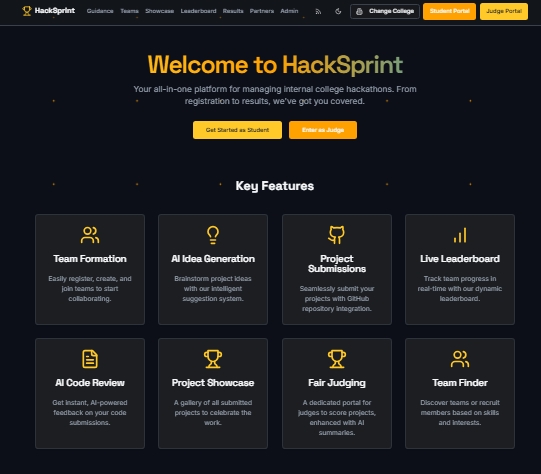 HackSprint Guidance Teams Showcase Leaderboard Results Partners Admin Change College Student Portal Judge Portal
Welcome to HackSprint
Your all-in-one platform for managing internal college hackathons. From
registration to results, we've got you covered.
Get Started as Student Enter as Judge
Key Features
Team Formation
Easily register, create, and
join teams to start
collaborating.
AI Idea Generation
Brainstorm project ideas
with our intelligent
suggestion system.
Project
Submissions
Seamlessly submit your
projects with GitHub
repository integration.
Live Leaderboard
Track team progress in
real-time with our dynamic
leaderboard.
AI Code Review
Get instant, AI-powered
feedback on your code
submissions.
Project Showcase
A gallery of all submitted
projects to celebrate the
work.
Fair Judging
A dedicated portal for
judges to score projects,
enhanced with AI
summaries.
Team Finder
Discover teams or recruit
members based on skills
and interests.